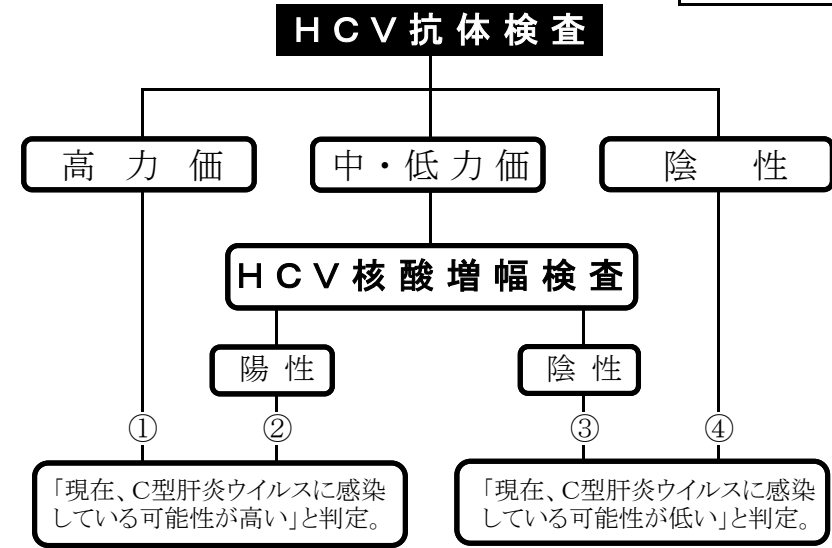 HCV抗体検査
高力価
中・低力価
陰性
HCV核酸増幅検査
陽性
陰性
①
②
③
④
「現在、C型肝炎ウイルスに感染
している可能性が高い」と判定。
「現在、C型肝炎ウイルスに感染
している可能性が低い」と判定。